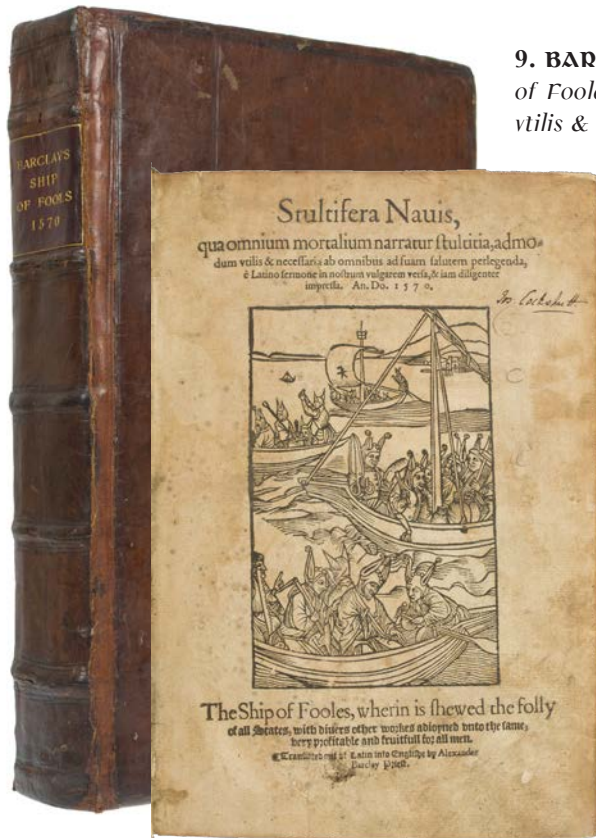 9. BAR
of Foole
vtilis &
BARCLAYS
SHIP
OF FOOLS
1570
Stultifera Nauis,
qua omnium mortalium narratur ſtultitia, admo-
dum vtilis & neceſſaria ab omnibus ad ſuam ſalutem perlegenda,
è Latino ſermone in noſtrum vulgarem verſa, & iam diligenter
impreſſa. An. Do. 1570.
Jos. Cockshutt
The Ship of Fooles, wherin is ſhewed the folly
of all States, with diuers other workes adioyned vnto the ſame,
very profitable and fruitfull for all men.
Tranſlated out of Latin into Engliſhe by Alexander
Barclay Prieſt.